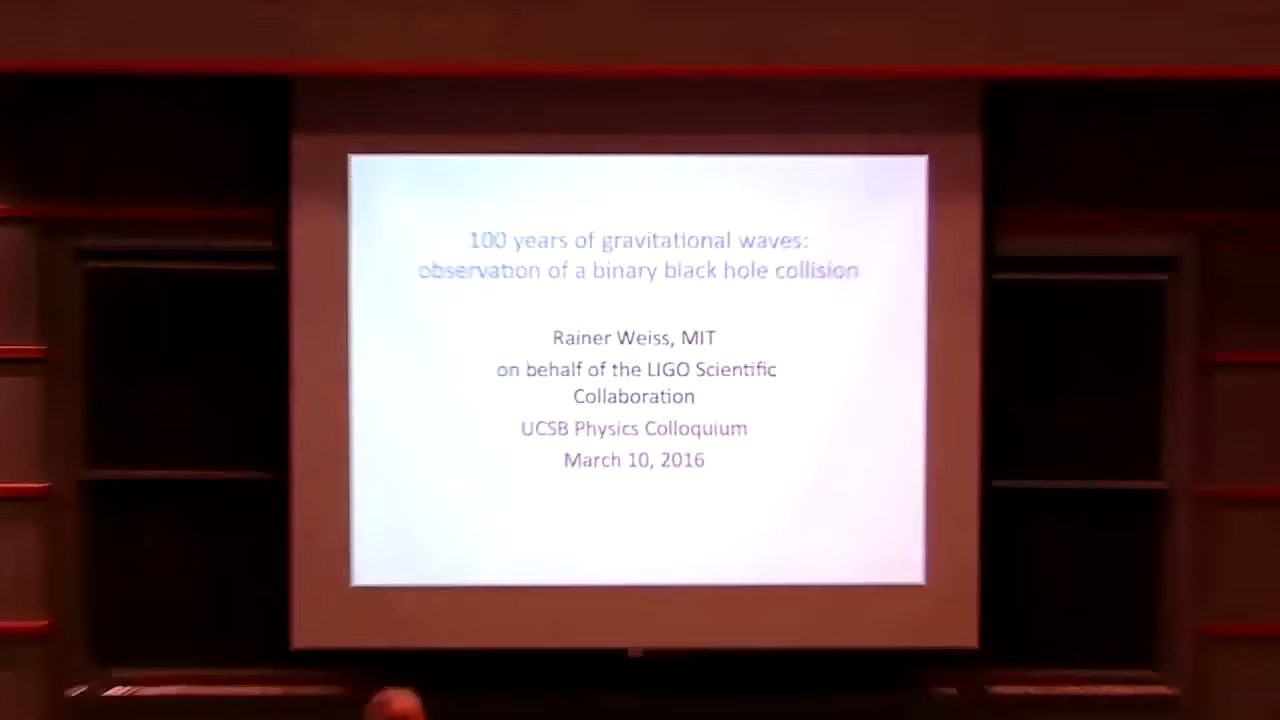 100 years of gravitational waves:
observation of a binary black hole collision
Rainer Weiss, MIT
on behalf of the LIGO Scientific
Collaboration
UCSB Physics Colloquium
March 10, 2016